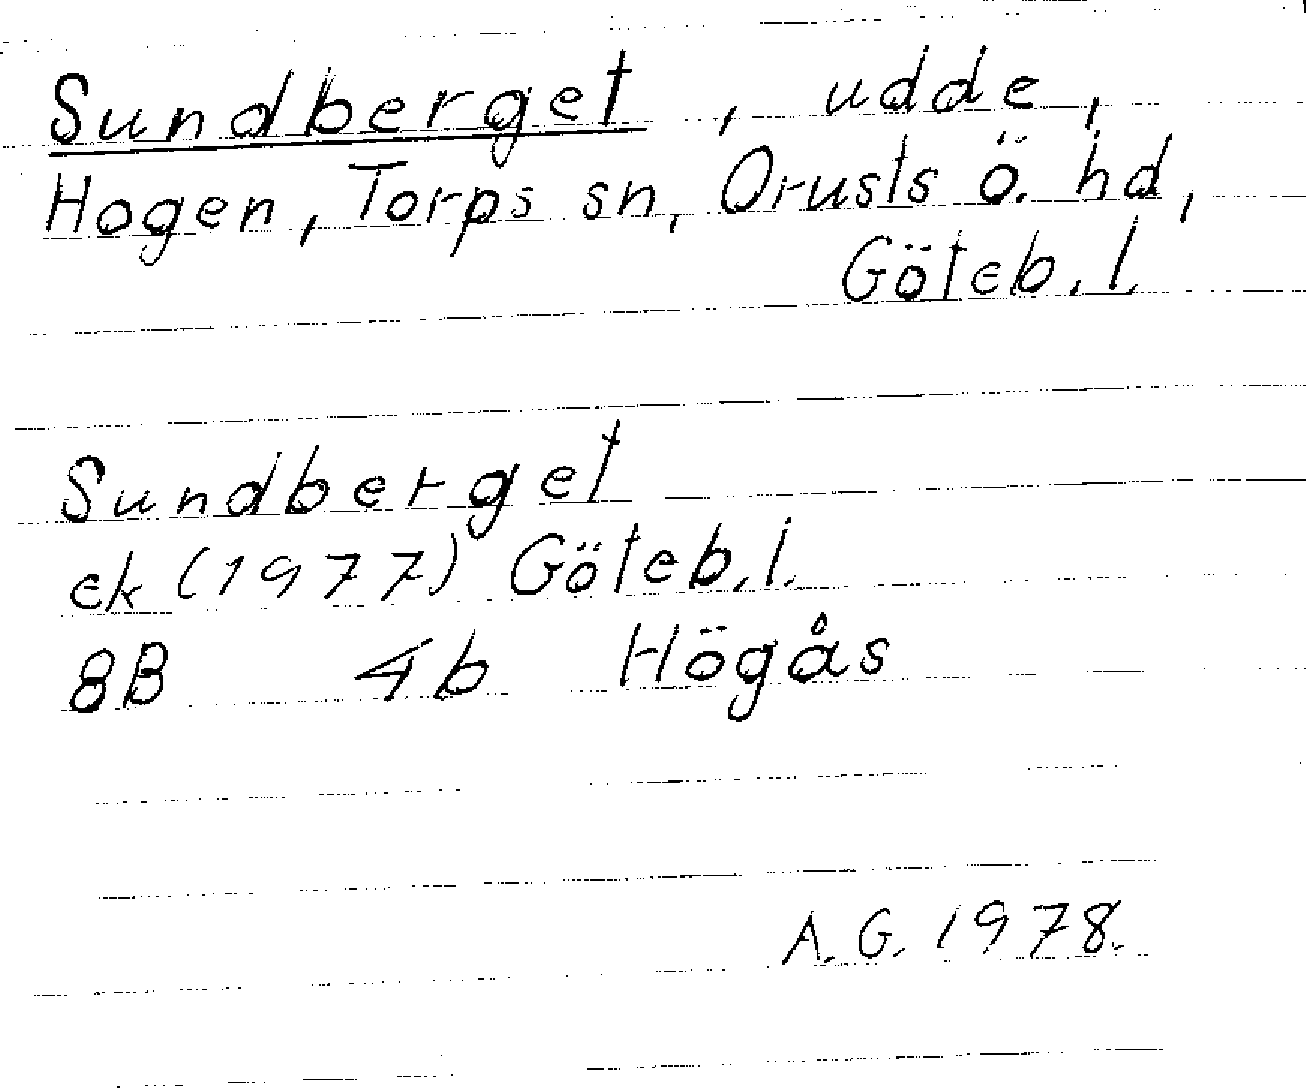 Sundberget, udde,
Hogen, Torps sn, Orusts ö. hd,
Göteb. l.
Sundberget
ek (1977) Göteb. l.
8B 4b Högås
A. G. 1978.